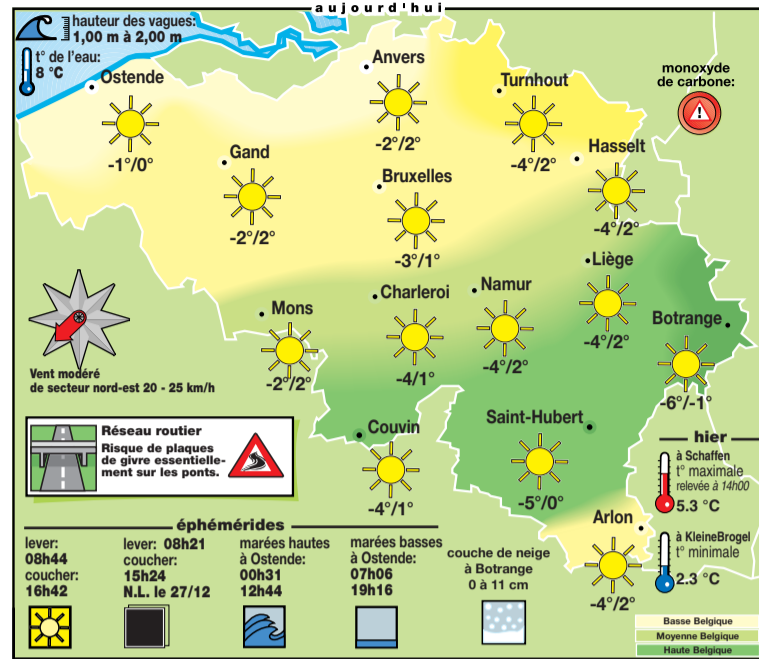 aujourd'hui
hauteur des vagues:
1,00 m à 2,00 m
t° de l'eau:
8 °C
Ostende
-1°/0°
Anvers
-2°/2°
Turnhout
-4°/2°
monoxyde
de carbone:
Gand
-2°/2°
Bruxelles
-3°/1°
Hasselt
-4°/2°
Liège
-4°/2°
Mons
-2°/2°
Charleroi
-4/1°
Namur
-4°/2°
Botrange
-6°/-1°
Vent modéré
de secteur nord-est 20 - 25 km/h
Couvin
-4°/1°
Saint-Hubert
-5°/0°
Arlon
-4°/2°
Réseau routier
Risque de plaques
de givre essentielle-
ment sur les ponts.
hier
à Schaffen
t° maximale
relevée à 14h00
5.3 °C
à KleineBrogel
t° minimale
2.3 °C
éphémérides
lever:
08h44
coucher:
16h42
lever: 08h21
coucher:
15h24
N.L. le 27/12
marées hautes
à Ostende:
00h31
12h44
marées basses
à Ostende:
07h06
19h16
couche de neige
à Botrange
0 à 11 cm
Basse Belgique
Moyenne Belgique
Haute Belgique